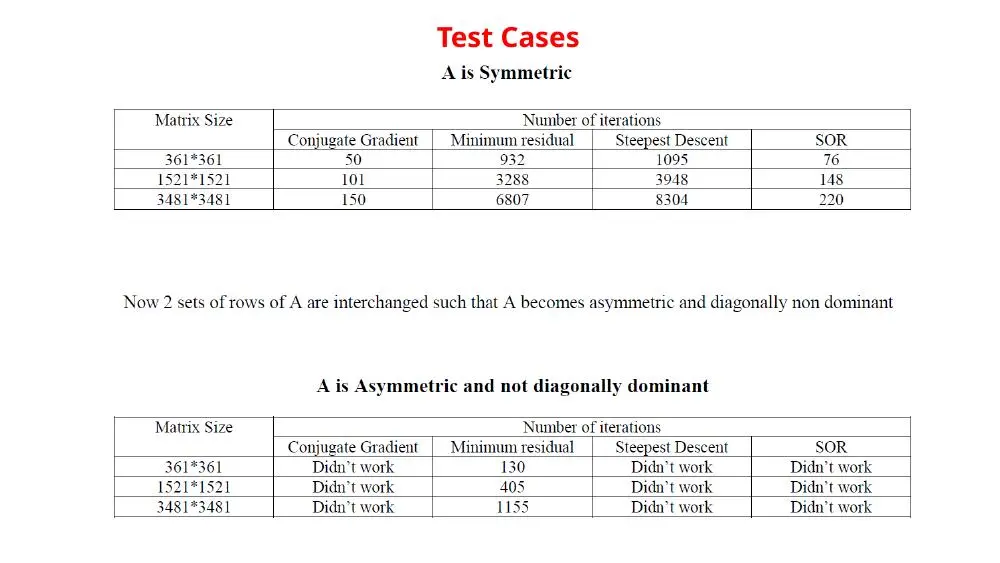 Test Cases
A is Symmetric
Matrix Size Number of iterations
Conjugate Gradient Minimum residual Steepest Descent SOR
361*361 50 932 1095 76
1521*1521 101 3288 3948 148
3481*3481 150 6807 8304 220
Now 2 sets of rows of A are interchanged such that A becomes asymmetric and diagonally non dominant
A is Asymmetric and not diagonally dominant
Matrix Size Number of iterations
Conjugate Gradient Minimum residual Steepest Descent SOR
361*361 Didn't work 130 Didn't work Didn't work
1521*1521 Didn't work 405 Didn't work Didn't work
3481*3481 Didn't work 1155 Didn't work Didn't work